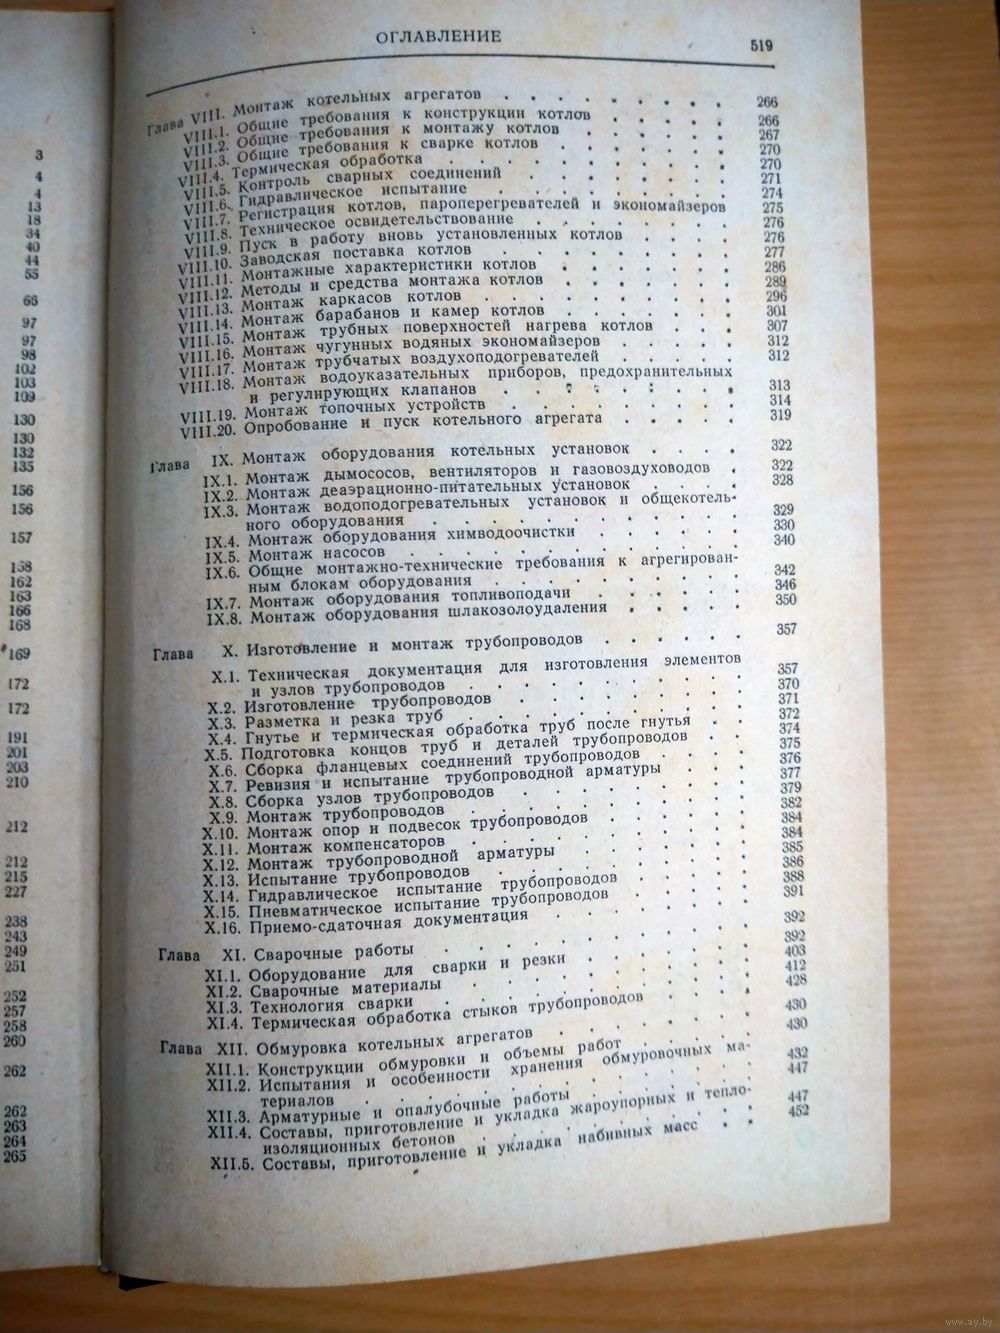 ОГЛАВЛЕНИЕ 519
Глава VIII. Монтаж котельных агрегатов . . . . . . . . . 266
VIII.1. Общие требования к конструкции котлов . . . . . 266
VIII.2. Общие требования к монтажу котлов . . . . . . 267
VIII.3. Общие требования к сварке котлов . . . . . . . 270
VIII.4. Термическая обработка . . . . . . . . . . 270
VIII.5. Контроль сварных соединений . . . . . . . . 271
VIII.6. Гидравлическое испытание . . . . . . . . . 274
VIII.7. Регистрация котлов, пароперегревателей и экономайзеров 275
VIII.8. Техническое освидетельствование . . . . . . . 276
VIII.9. Пуск в работу вновь установленных котлов . . . . 276
VIII.10. Заводская поставка котлов . . . . . . . 277
VIII.11. Монтажные характеристики котлов . . . . . . . 286
VIII.12. Методы и средства монтажа котлов . . . . . . . 289
VIII.13. Монтаж каркасов котлов . . . . . . . . . 296
VIII.14. Монтаж барабанов и камер котлов . . . . . . . 301
VIII.15. Монтаж трубных поверхностей нагрева котлов . . . 307
VIII.16. Монтаж чугунных водяных экономайзеров . . . . . 312
VIII.17. Монтаж трубчатых воздухоподогревателей . . . . . 312
VIII.18. Монтаж водоуказательных приборов, предохранительных
и регулирующих клапанов . . . . . . . . . 313
VIII.19. Монтаж топочных устройств . . . . . . . . 314
VIII.20. Опробование и пуск котельного агрегата . . . . . 319
Глава IX. Монтаж оборудования котельных установок . . . . 322
IX.1. Монтаж дымососов, вентиляторов и газовоздуховодов . 322
IX.2. Монтаж деаэрационно-питательных установок . . . . 328
IX.3. Монтаж водоподогревательных установок и общекотель-
ного оборудования . . . . . . . . . . . 329
IX.4. Монтаж оборудования химводоочистки . . . . . . 330
IX.5. Монтаж насосов . . . . . . . . . . . . 340
IX.6. Общие монтажно-технические требования к агрегирован-
ным блокам оборудования . . . . . . . . . 342
IX.7. Монтаж оборудования топливоподачи . . . . . . 346
IX.8. Монтаж оборудования шлакозолоудаления . . . . . 350
Глава X. Изготовление и монтаж трубопроводов . . . . . . 357
X.1. Техническая документация для изготовления элементов
и узлов трубопроводов . . . . . . . . . . 357
X.2. Изготовление трубопроводов . . . . . . . . 370
X.3. Разметка и резка труб . . . . . . . . . . 371
X.4. Гнутье и термическая обработка труб после гнутья . . 372
X.5. Подготовка концов труб и деталей трубопроводов . . 374
X.6. Сборка фланцевых соединений трубопроводов . . . . 375
X.7. Ревизия и испытание трубопроводной арматуры . . . 376
X.8. Сборка узлов трубопроводов . . . . . . . . 377
X.9. Монтаж трубопроводов . . . . . . . . . . 379
X.10. Монтаж опор и подвесок трубопроводов . . . . . 382
X.11. Монтаж компенсаторов . . . . . . . . . . 384
X.12. Монтаж трубопроводной арматуры . . . . . . 384
X.13. Испытание трубопроводов . . . . . . . . . 385
X.14. Гидравлическое испытание трубопроводов . . . . . 386
X.15. Пневматическое испытание трубопроводов . . . . . 388
X.16. Приемо-сдаточная документация . . . . . . . 391
Глава XI. Сварочные работы . . . . . . . . . . . 392
XI.1. Оборудование для сварки и резки . . . . . . . 392
XI.2. Сварочные материалы . . . . . . . . . . 403
XI.3. Технология сварки . . . . . . . . . . . 412
XI.4. Термическая обработка стыков трубопроводов . . . . 428
Глава XII. Обмуровка котельных агрегатов . . . . . . . 430
XII.1. Конструкции обмуровки и объемы работ . . . . . 430
XII.2. Испытания и особенности хранения обмуровочных ма-
териалов . . . . . . . . . . . . 432
XII.3. Арматурные и опалубочные работы . . . . . . 447
XII.4. Составы, приготовление и укладка жароупорных и тепло-
изоляционных бетонов . . . . . . . . . . 447
XII.5. Составы, приготовление и укладка набивных масс . . 452
3
4
4
13
18
34
40
44
55
66
97
97
98
102
103
109
130
130
132
135
156
156
157
158
162
163
166
168
169
172
172
191
201
203
210
212
212
215
227
238
243
249
251
252
257
258
260
262
262
263
264
265
www.ay.by